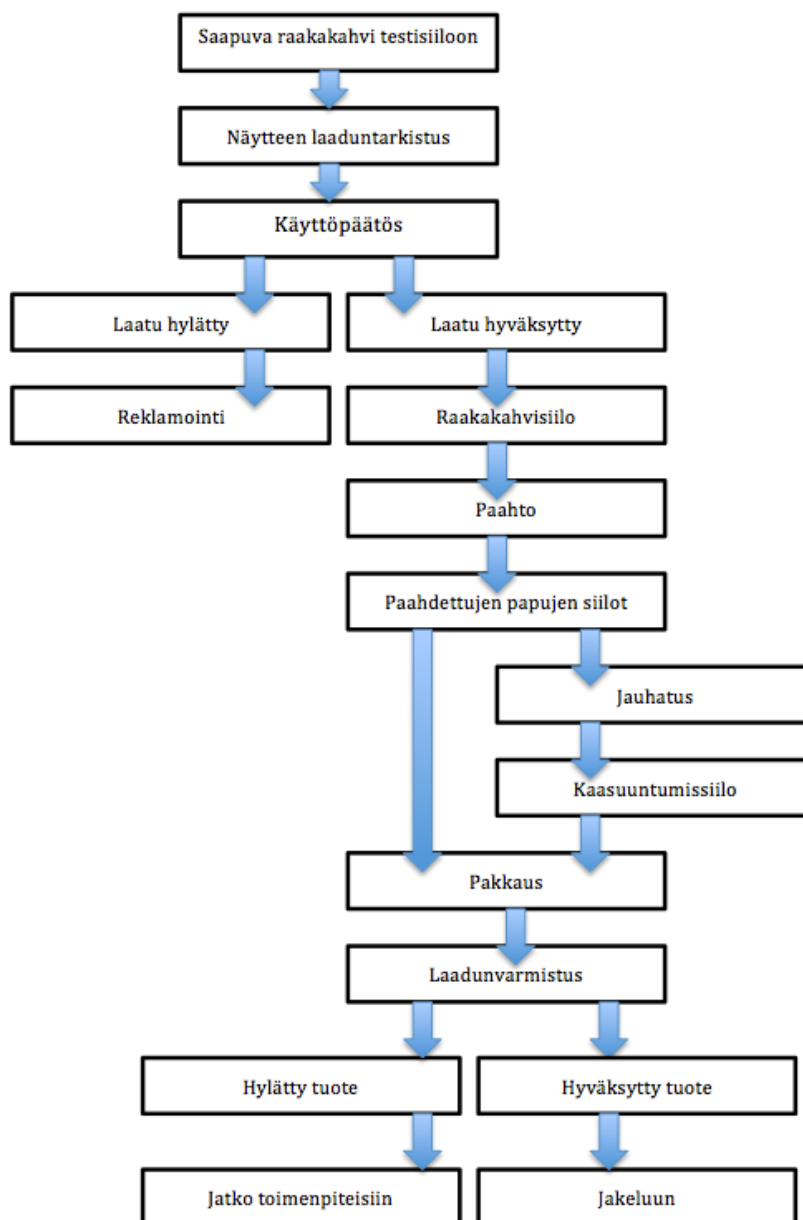 Saapuva raakakahvi testisiiloon
Näytteen laaduntarkistus
Käyttöpäätös
Laatu hylätty
Laatu hyväksytty
Reklamointi
Raakakahvisiilo
Paahto
Paahdettujen papujen siilot
Jauhatus
Kaasuuntumissiilo
Pakkaus
Laadunvarmistus
Hylätty tuote
Hyväksytty tuote
Jatko toimenpiteisiin
Jakeluun